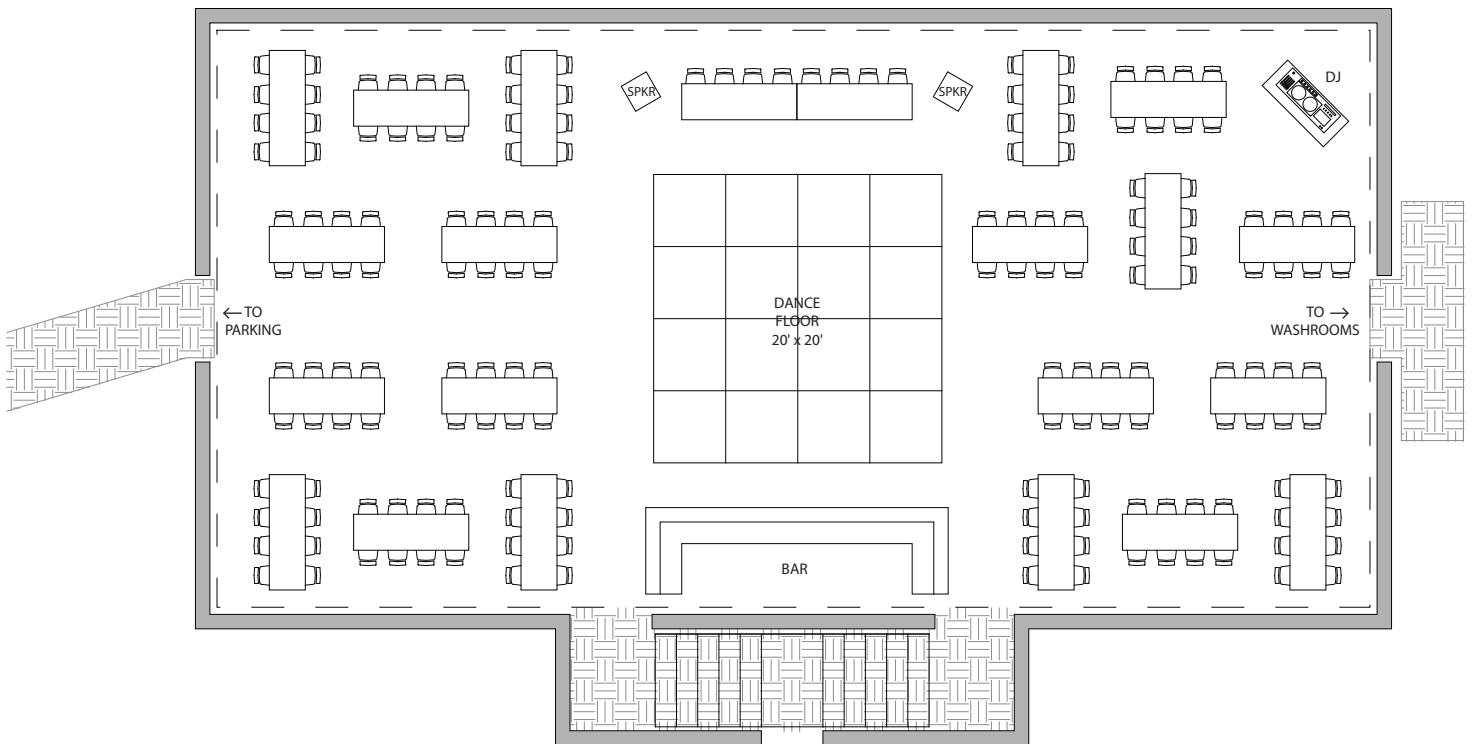 SPKR
SPKR
DJ
DANCE
FLOOR
20' x 20'
←TO
PARKING
TO →
WASHROOMS
BAR